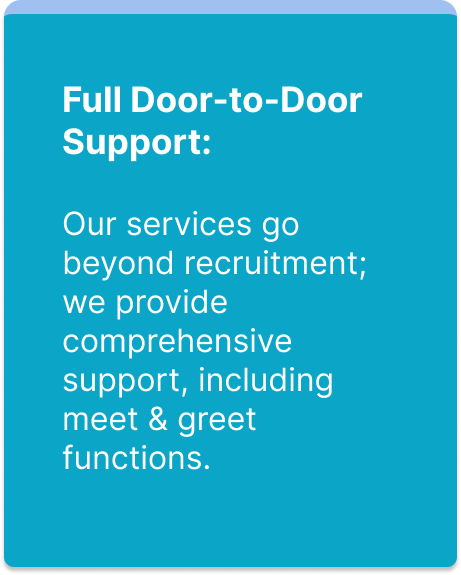 Full Door-to-Door
Support:
Our services go
beyond recruitment;
we provide
comprehensive
support, including
meet & greet
functions.